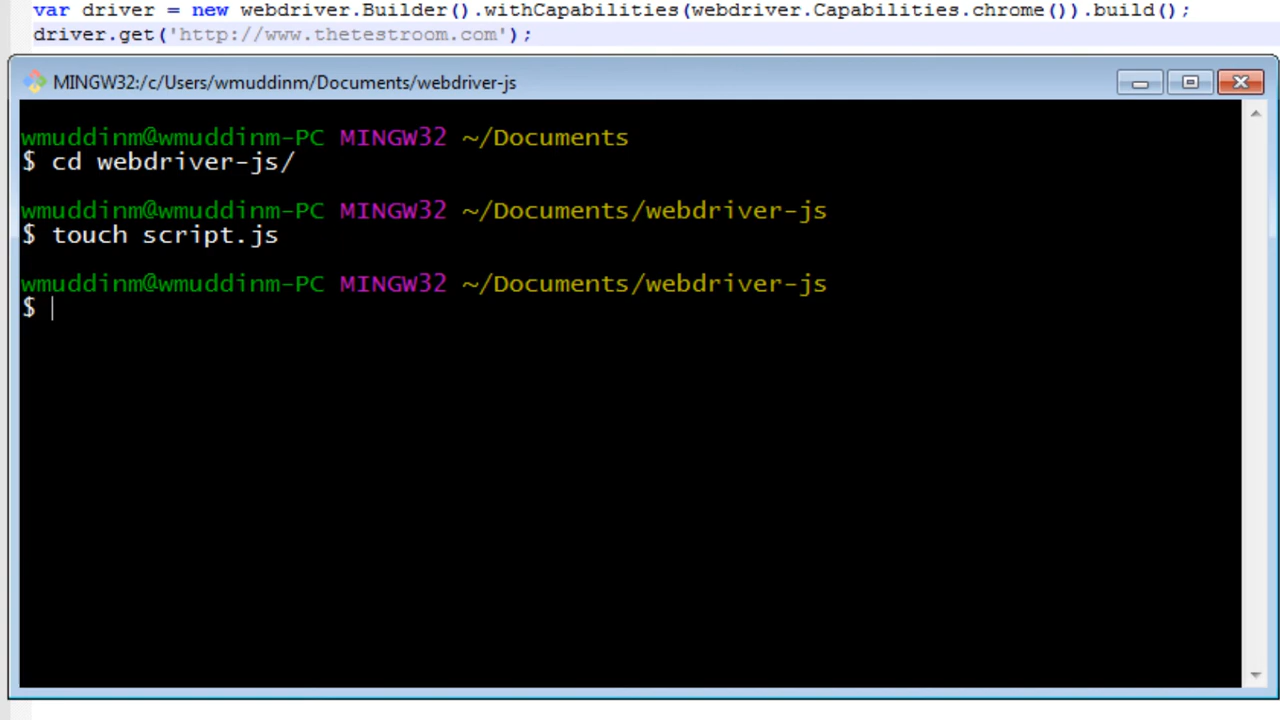 var driver = new webdriver.Builder().withCapabilities(webdriver.Capabilities.chrome()).build();
driver.get('http://www.thetestroom.com');
MINGW32:/c/Users/wmuddinm/Documents/webdriver-js
wmuddinm@wmuddinm-PC MINGW32 ~/Documents
$ cd webdriver-js/
wmuddinm@wmuddinm-PC MINGW32 ~/Documents/webdriver-js
$ touch script.js
wmuddinm@wmuddinm-PC MINGW32 ~/Documents/webdriver-js
$